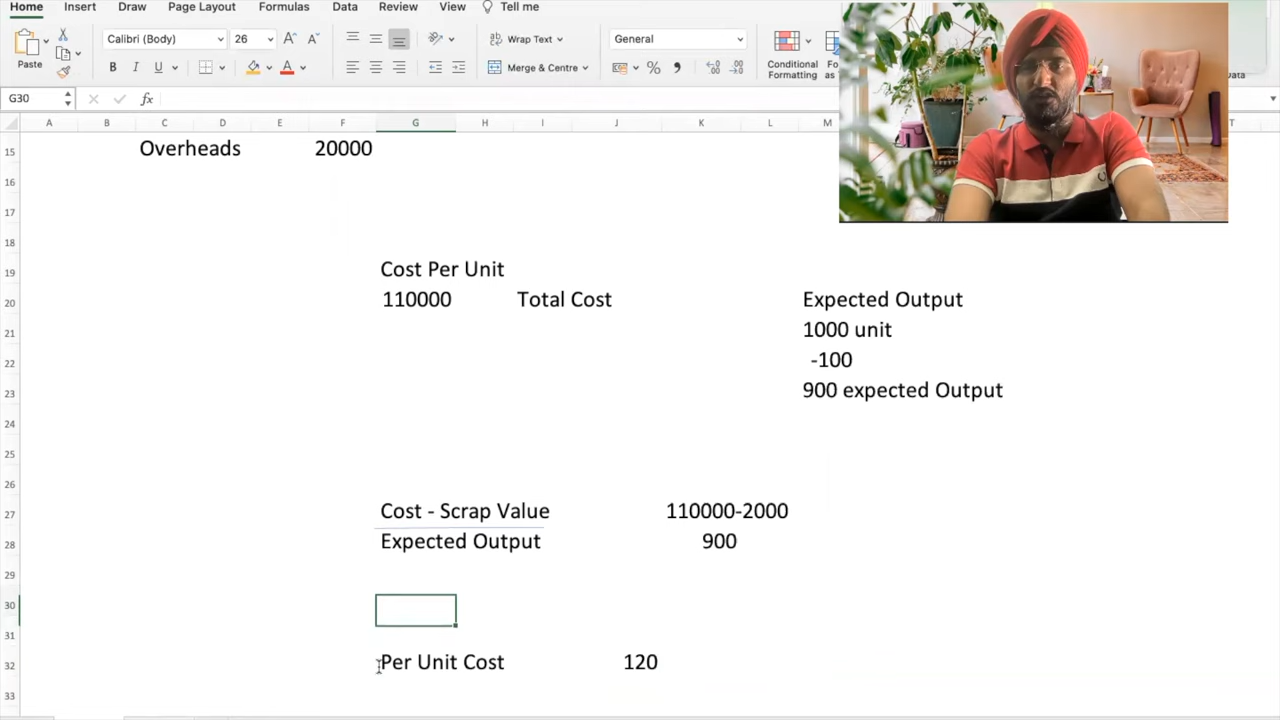 Home Insert Draw Page Layout Formulas Data Review View Tell me
Paste
Calibri (Body) 26 A A
Wrap Text
General
B I U A
Merge & Centre
% 
Conditional
Formatting
Fo
as
ata
G30 fx
A B C D E F G H I J K L M T
15 Overheads 20000
16
17
18
19 Cost Per Unit
20 110000 Total Cost Expected Output
21 1000 unit
22 -100
23 900 expected Output
24
25
26
27 Cost - Scrap Value 110000-2000
28 Expected Output 900
29
30
31
32 Per Unit Cost 120
33